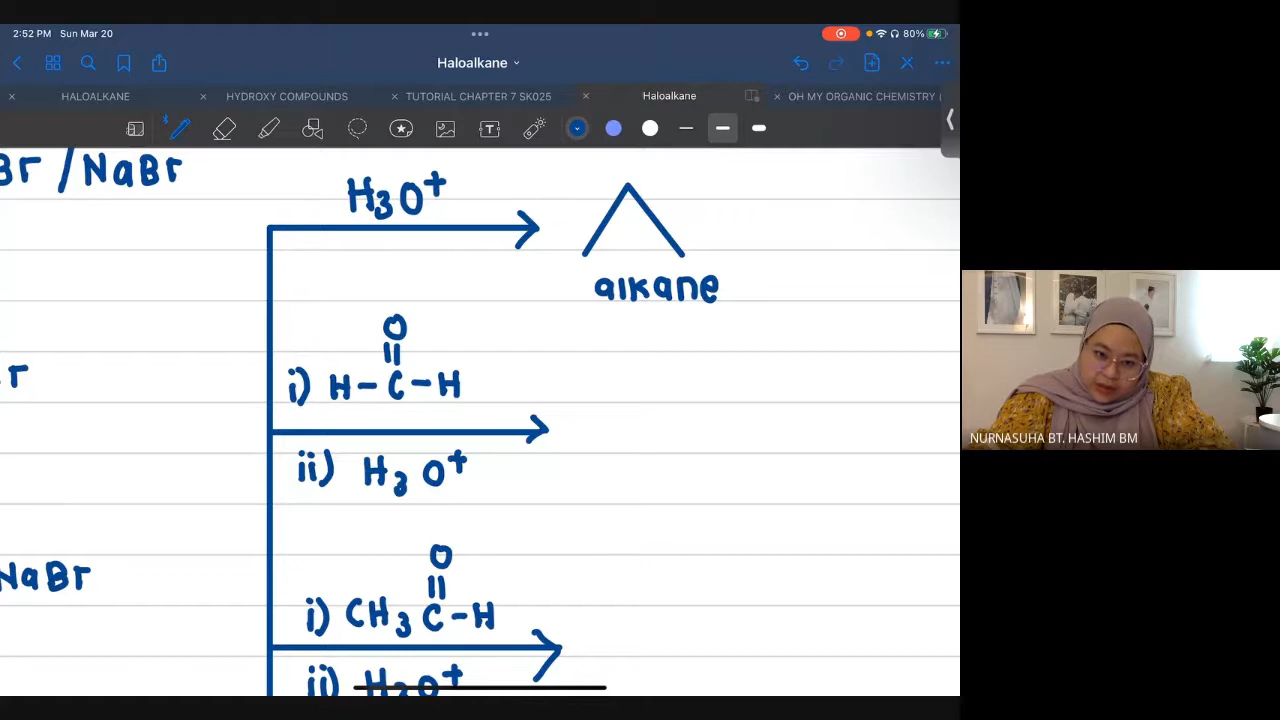 2:52 PM Sun Mar 20
80%
Haloalkane
HALOALKANE
HYDROXY COMPOUNDS
TUTORIAL CHAPTER 7 SK025
Haloalkane
OH MY ORGANIC CHEMISTRY (
Br / NaBr
H3O+
alkane
O
i) H-C-H
ii) H3O+
NaBr
O
i) CH3C-H
ii) H3O+
NURNASUHA BT. HASHIM BM